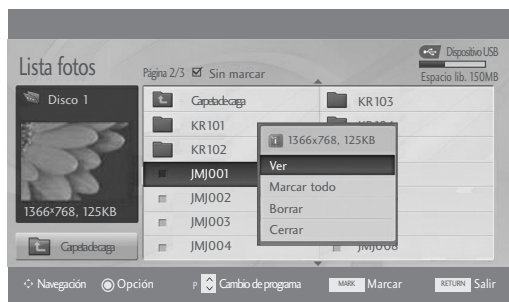 Dispositivo USB
Lista fotos
Página 2/3 Sin marcar
Espacio lib. 150MB
Disco 1
Carpeta de carga
KR103
KR101
KR102
1366x768, 125KB
JMJ001
Ver
JMJ002
Marcar todo
1366x768, 125KB
JMJ003
Borrar
Carpeta de carga
JMJ004
Cerrar
JMJ008
Navegación Opción P Cambio de programa MARK Marcar RETURN Salir